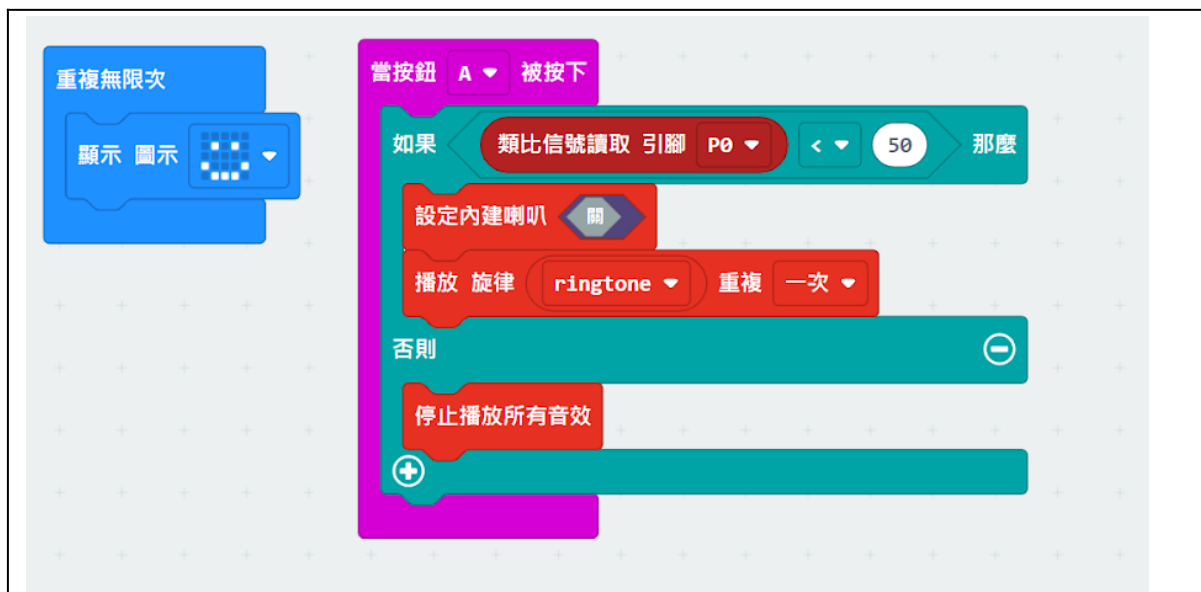 重複無限次
顯示 圖示
當按鈕 A 被按下
如果 類比信號讀取 引腳 P0 < 50 那麼
設定內建喇叭 關
播放 旋律 ringtone 重複 一次
否則
停止播放所有音效